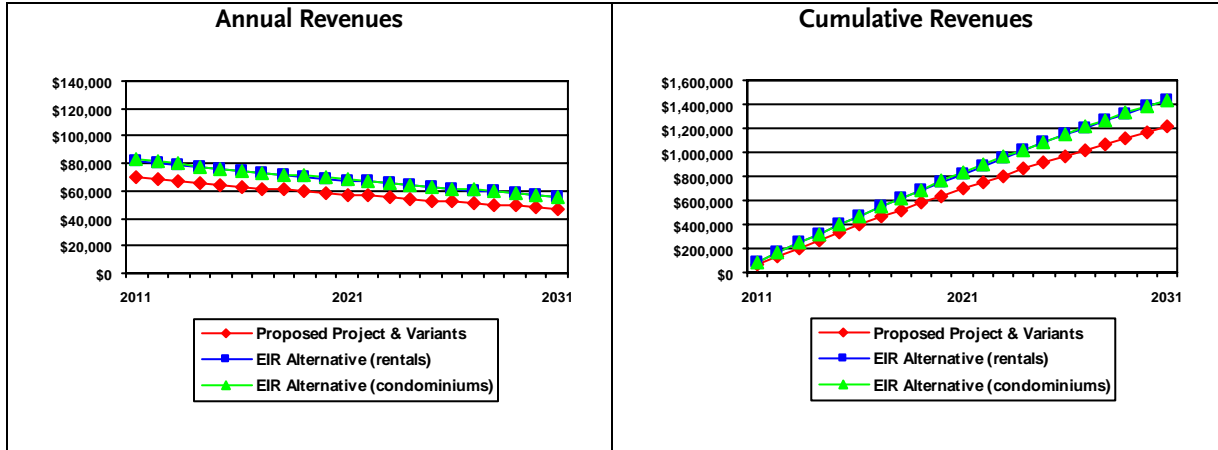 Annual Revenues
$140,000
$120,000
$100,000
$80,000
$60,000
$40,000
$20,000
$0
2011
2021
2031
Proposed Project & Variants
EIR Alternative (rentals)
EIR Alternative (condominiums)
Cumulative Revenues
$1,600,000
$1,400,000
$1,200,000
$1,000,000
$800,000
$600,000
$400,000
$200,000
$0
2011
2021
2031
Proposed Project & Variants
EIR Alternative (rentals)
EIR Alternative (condominiums)